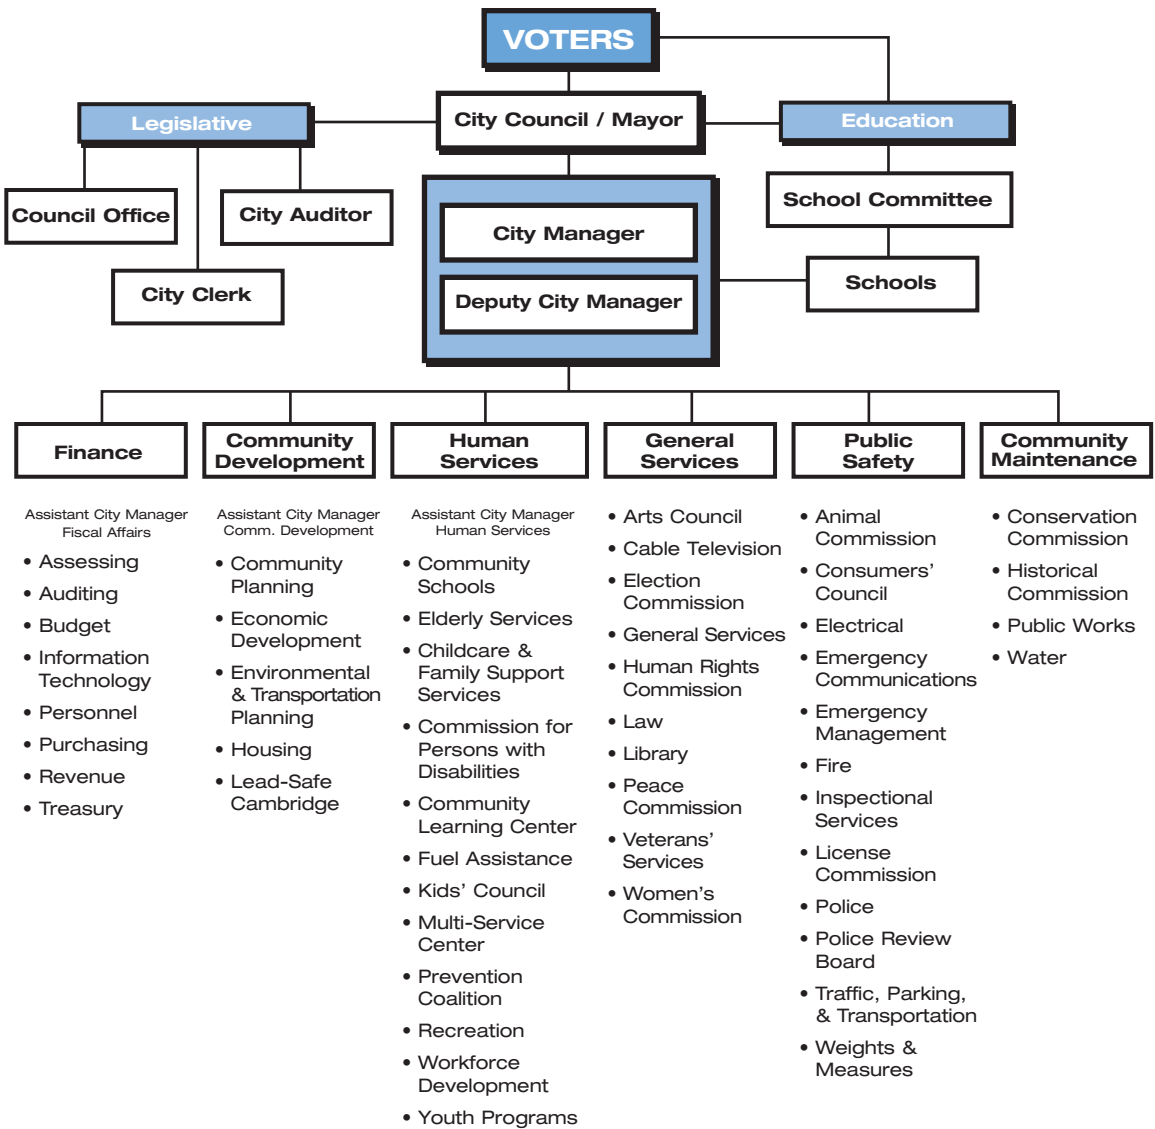 VOTERS
City Council / Mayor
Legislative
Education
Council Office
City Auditor
City Clerk
City Manager
Deputy City Manager
School Committee
Schools
Finance
Assistant City Manager
Fiscal Affairs
• Assessing
• Auditing
• Budget
• Information
Technology
• Personnel
• Purchasing
• Revenue
• Treasury
Community
Development
Assistant City Manager
Comm. Development
• Community
Planning
• Economic
Development
• Environmental
& Transportation
Planning
• Housing
• Lead-Safe
Cambridge
Human
Services
Assistant City Manager
Human Services
• Community
Schools
• Elderly Services
• Childcare &
Family Support
Services
• Commission for
Persons with
Disabilities
• Community
Learning Center
• Fuel Assistance
• Kids’ Council
• Multi-Service
Center
• Prevention
Coalition
• Recreation
• Workforce
Development
• Youth Programs
General
Services
• Arts Council
• Cable Television
• Election
Commission
• General Services
• Human Rights
Commission
• Law
• Library
• Peace
Commission
• Veterans’
Services
• Women’s
Commission
Public
Safety
• Animal
Commission
• Consumers’
Council
• Electrical
• Emergency
Communications
• Emergency
Management
• Fire
• Inspectional
Services
• License
Commission
• Police
• Police Review
Board
• Traffic, Parking,
& Transportation
• Weights &
Measures
Community
Maintenance
• Conservation
Commission
• Historical
Commission
• Public Works
• Water